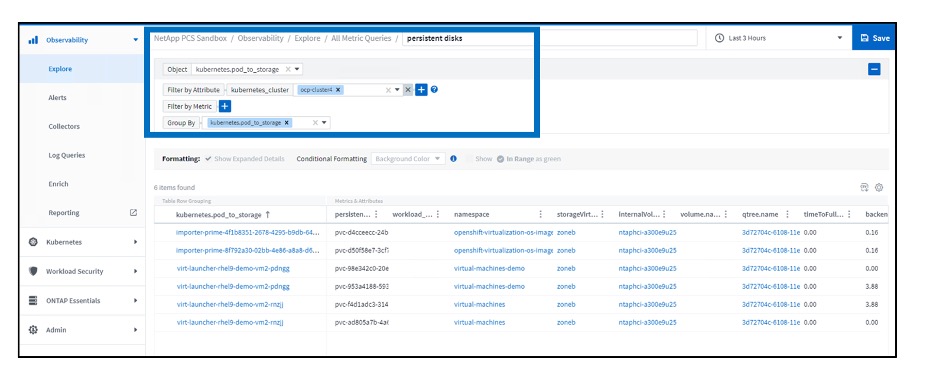 Observability
NetApp PCS Sandbox / Observability / Explore / All Metric Queries / persistent disks
Last 3 Hours
Save
Explore
Alerts
Collectors
Log Queries
Enrich
Reporting
Kubernetes
Workload Security
ONTAP Essentials
Admin
Object kubernetes.pod_to_storage
Filter by Attribute kubernetes_cluster ocp-cluster4 x
Filter by Metric +
Group By kubernetes.pod_to_storage x
Formatting: Show Expanded Details Conditional Formatting Background Color Show In Range as green
6 items found
Table Row Grouping Metrics & Attributes
kubernetes.pod_to_storage ↑ persisten... workload_... namespace storageVirt... internalVol... volume.na... qtree.name timeToFull... backen
importer-prime-4f1b8351-2678-4295-b9db-64... pvc-d4cceecc-24b openshift-virtualization-os-image zoneb ntaphci-a300e9u25 3d72704c-6108-11e 0.00 0.16
importer-prime-8f792a30-02bb-4e86-a8a8-d6... pvc-d50f58e7-3cf openshift-virtualization-os-image zoneb ntaphci-a300e9u25 3d72704c-6108-11e 0.00 0.16
virt-launcher-rhel9-demo-vm2-pdngg pvc-98e342c0-20e virtual-machines-demo zoneb ntaphci-a300e9u25 3d72704c-6108-11e 0.00 0.00
virt-launcher-rhel9-demo-vm2-pdngg pvc-953a4188-593 virtual-machines-demo zoneb ntaphci-a300e9u25 3d72704c-6108-11e 0.00 3.88
virt-launcher-rhel9-demo-vm2-rnzjj pvc-f4d1adc3-314 virtual-machines zoneb ntaphci-a300e9u25 3d72704c-6108-11e 0.00 3.88
virt-launcher-rhel9-demo-vm2-rnzjj pvc-ad805a7b-4a virtual-machines zoneb ntaphci-a300e9u25 3d72704c-6108-11e 0.00 0.00